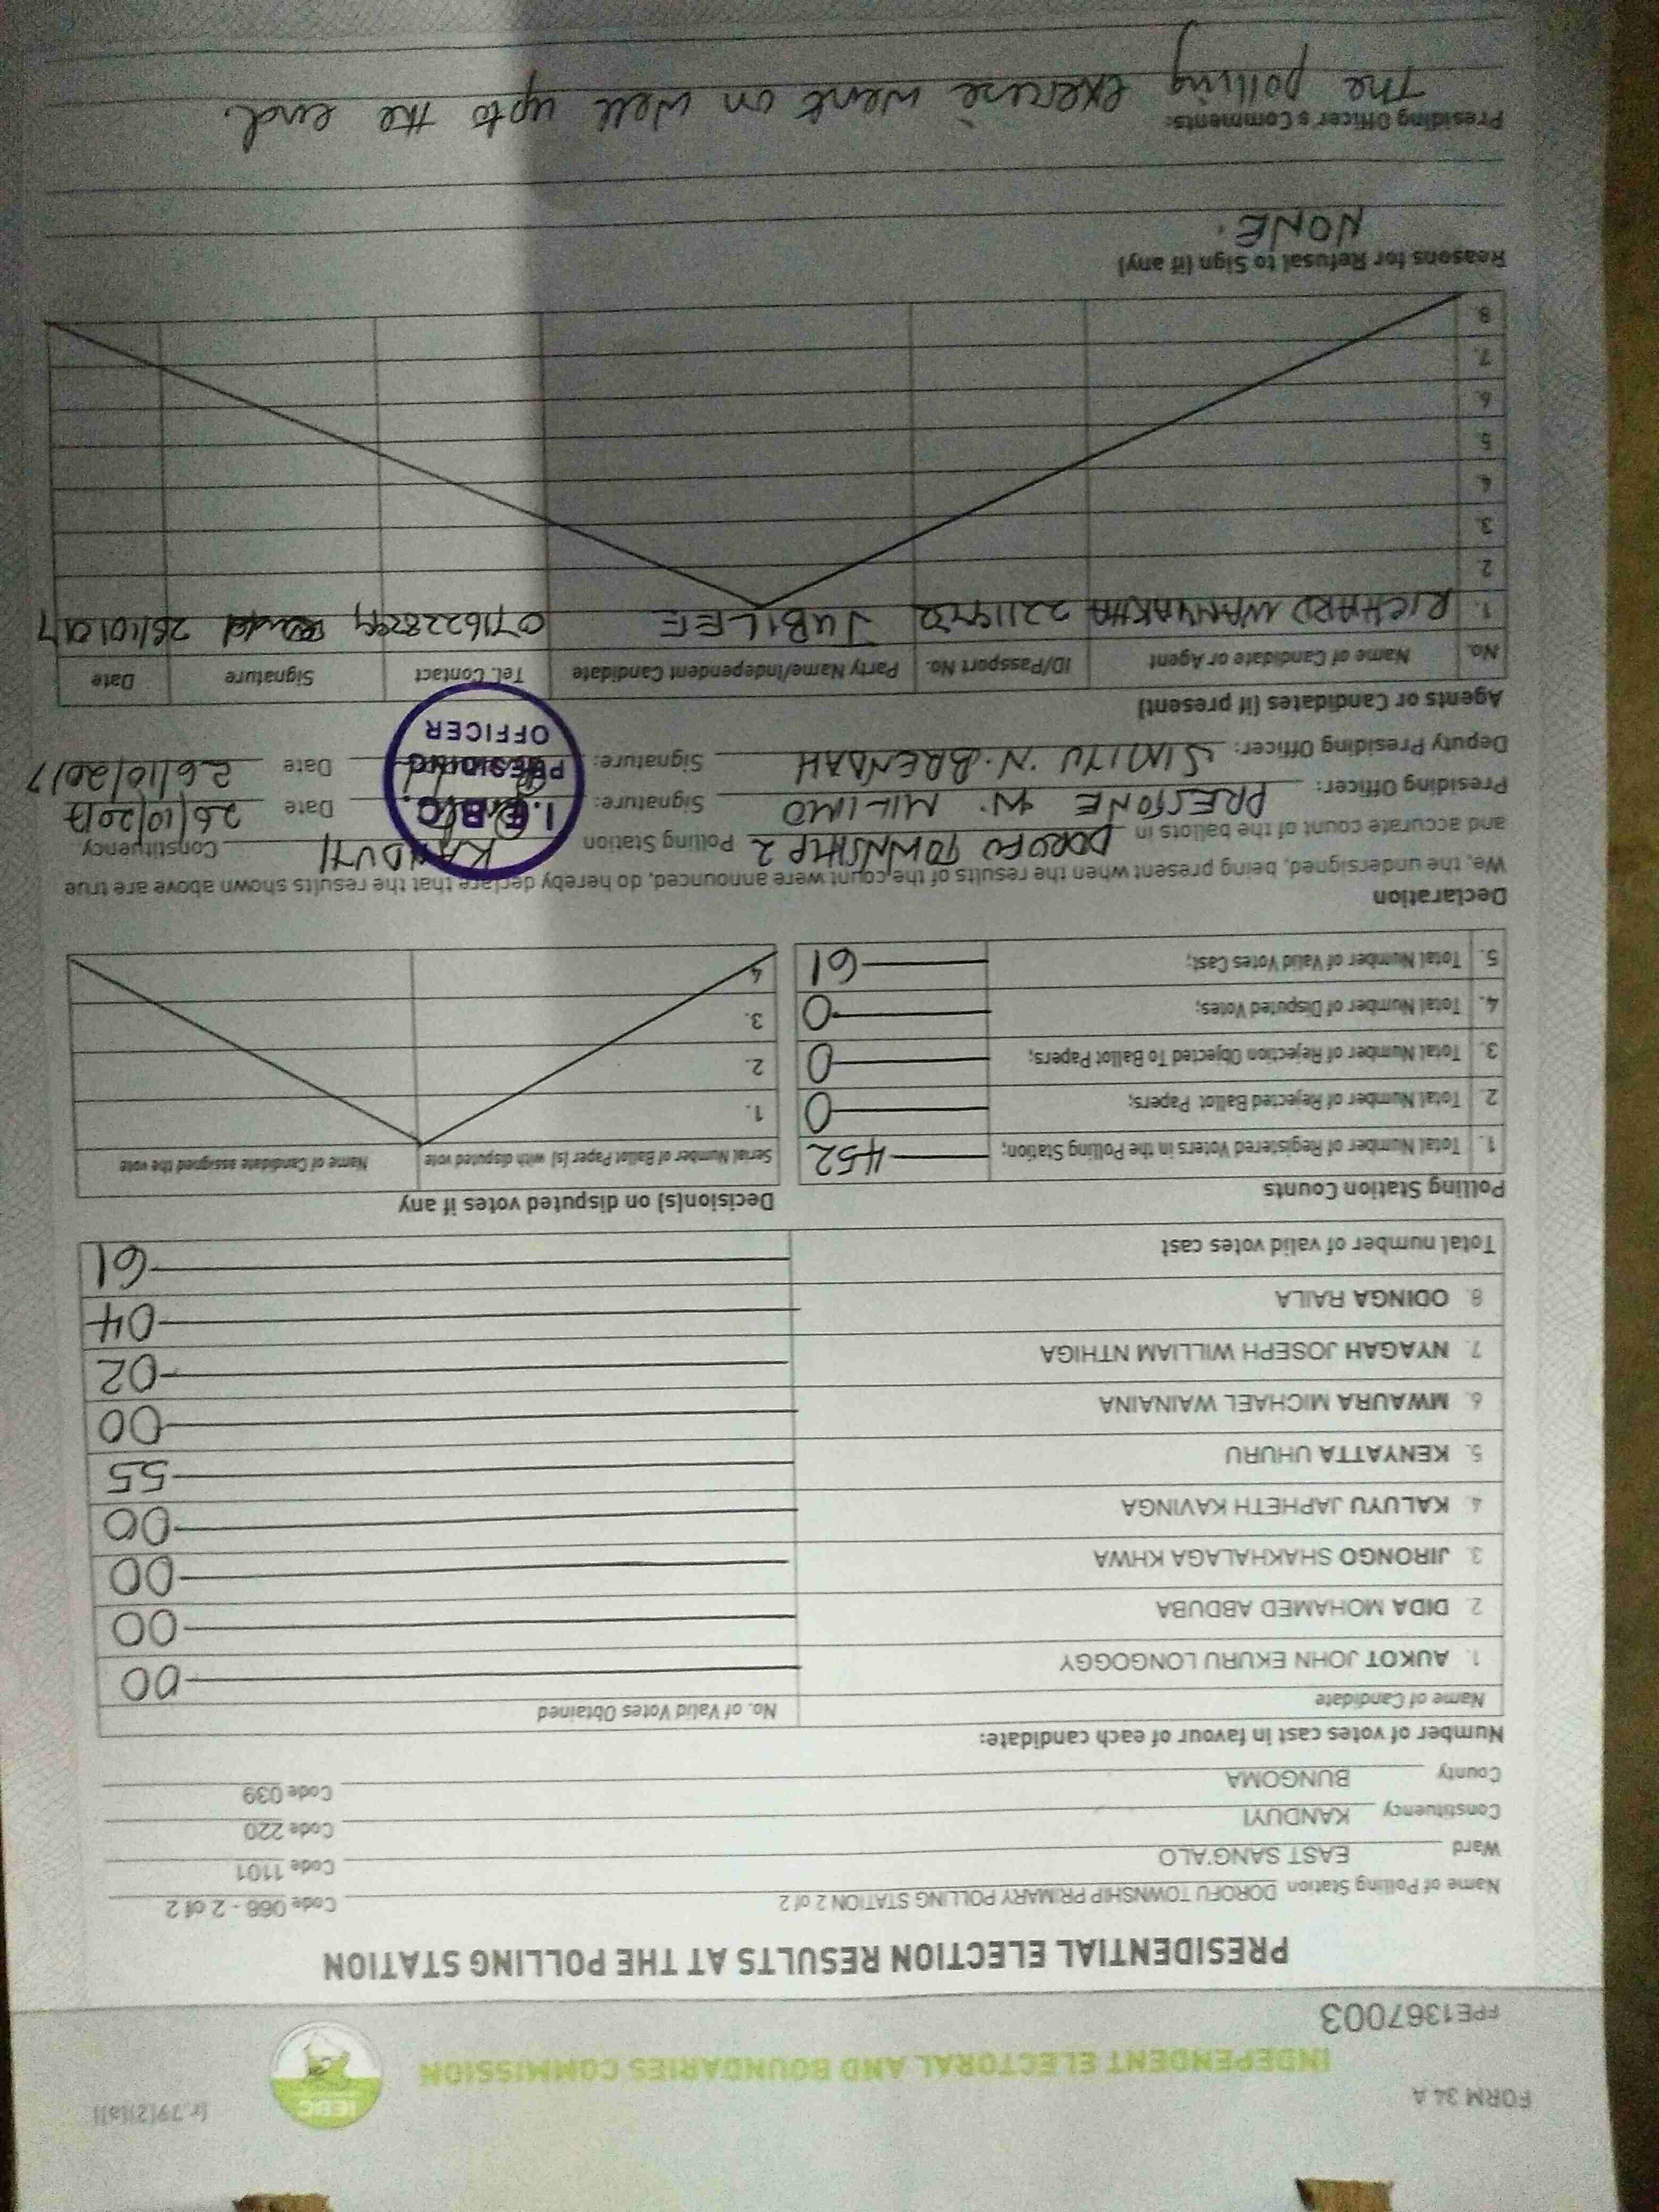 FORM 34 A
[r.79(2)(a)]
IEBC
INDEPENDENT ELECTORAL AND BOUNDARIES COMMISSION
FPE1367003
PRESIDENTIAL ELECTION RESULTS AT THE POLLING STATION
Name of Polling Station DOROFU TOWNSHIP PRIMARY POLLING STATION 2 of 2 Code 068 - 2 of 2
Ward EAST SANG'ALO Code 1101
Constituency KANDUYI Code 220
County BUNGOMA Code 039
Number of votes cast in favour of each candidate:
Name of Candidate No. of Valid Votes Obtained
1. AUKOT JOHN EKURU LONGOGGY 00
2. DIDA MOHAMED ABDUBA 00
3. JIRONGO SHAKHALAGA KHWA 00
4. KALUYU JAPHETH KAVINGA 00
5. KENYATTA UHURU 55
6. MWAURA MICHAEL WAINAINA 00
7. NYAGAH JOSEPH WILLIAM NTHIGA 02
8. ODINGA RAILA 04
Total number of valid votes cast 61
Polling Station Counts
1. Total Number of Registered Voters in the Polling Station; 452
2. Total Number of Rejected Ballot Papers; 0
3. Total Number of Rejection Objected To Ballot Papers; 0
4. Total Number of Disputed Votes; 0
5. Total Number of Valid Votes Cast; 61
Decision(s) on disputed votes if any
Serial Number of Ballot Paper (s) with disputed vote Name of Candidate assigned the vote
1.
2.
3.
4
Declaration
We, the undersigned, being present when the results of the count were announced, do hereby declare that the results shown above are true
and accurate count of the ballots in DOROFU TOWNSHIP 2 Polling Station KANDUYI Constituency
Presiding Officer: PRESTONE W. MILIMO Signature: Date 26/10/2017
Deputy Presiding Officer: SIMIYU N. BRENDAH Signature: Date 26/10/2017
I.E.B.C.
PRESIDING
OFFICER
Agents or Candidates (if present)
No. Name of Candidate or Agent ID/Passport No. Party Name/Independent Candidate Tel. Contact Signature Date
1. RICHARD JUBILEE 26/10/2017
2
3.
4.
5
6.
7.
8.
Reasons for Refusal to Sign (if any)
NONE.
Presiding Officer's Comments:
The polling exercise went on well upto the end.